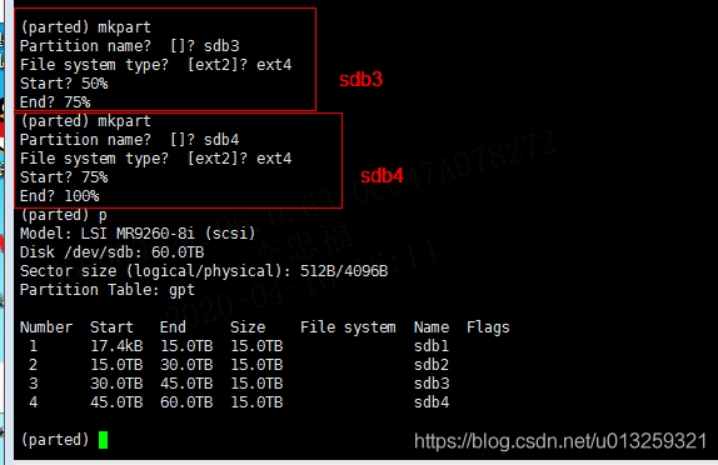 (parted) mkpart
Partition name?  []? sdb3
File system type?  [ext2]? ext4
Start? 50%
End? 75%
sdb3
(parted) mkpart
Partition name?  []? sdb4
File system type?  [ext2]? ext4
Start? 75%
End? 100%
sdb4
(parted) p
Model: LSI MR9260-8i (scsi)
Disk /dev/sdb: 60.0TB
Sector size (logical/physical): 512B/4096B
Partition Table: gpt
Number  Start   End     Size    File system  Name  Flags
1       17.4kB  15.0TB  15.0TB               sdb1
2       15.0TB  30.0TB  15.0TB               sdb2
3       30.0TB  45.0TB  15.0TB               sdb3
4       45.0TB  60.0TB  15.0TB               sdb4
(parted)
https://blog.csdn.net/u013259321